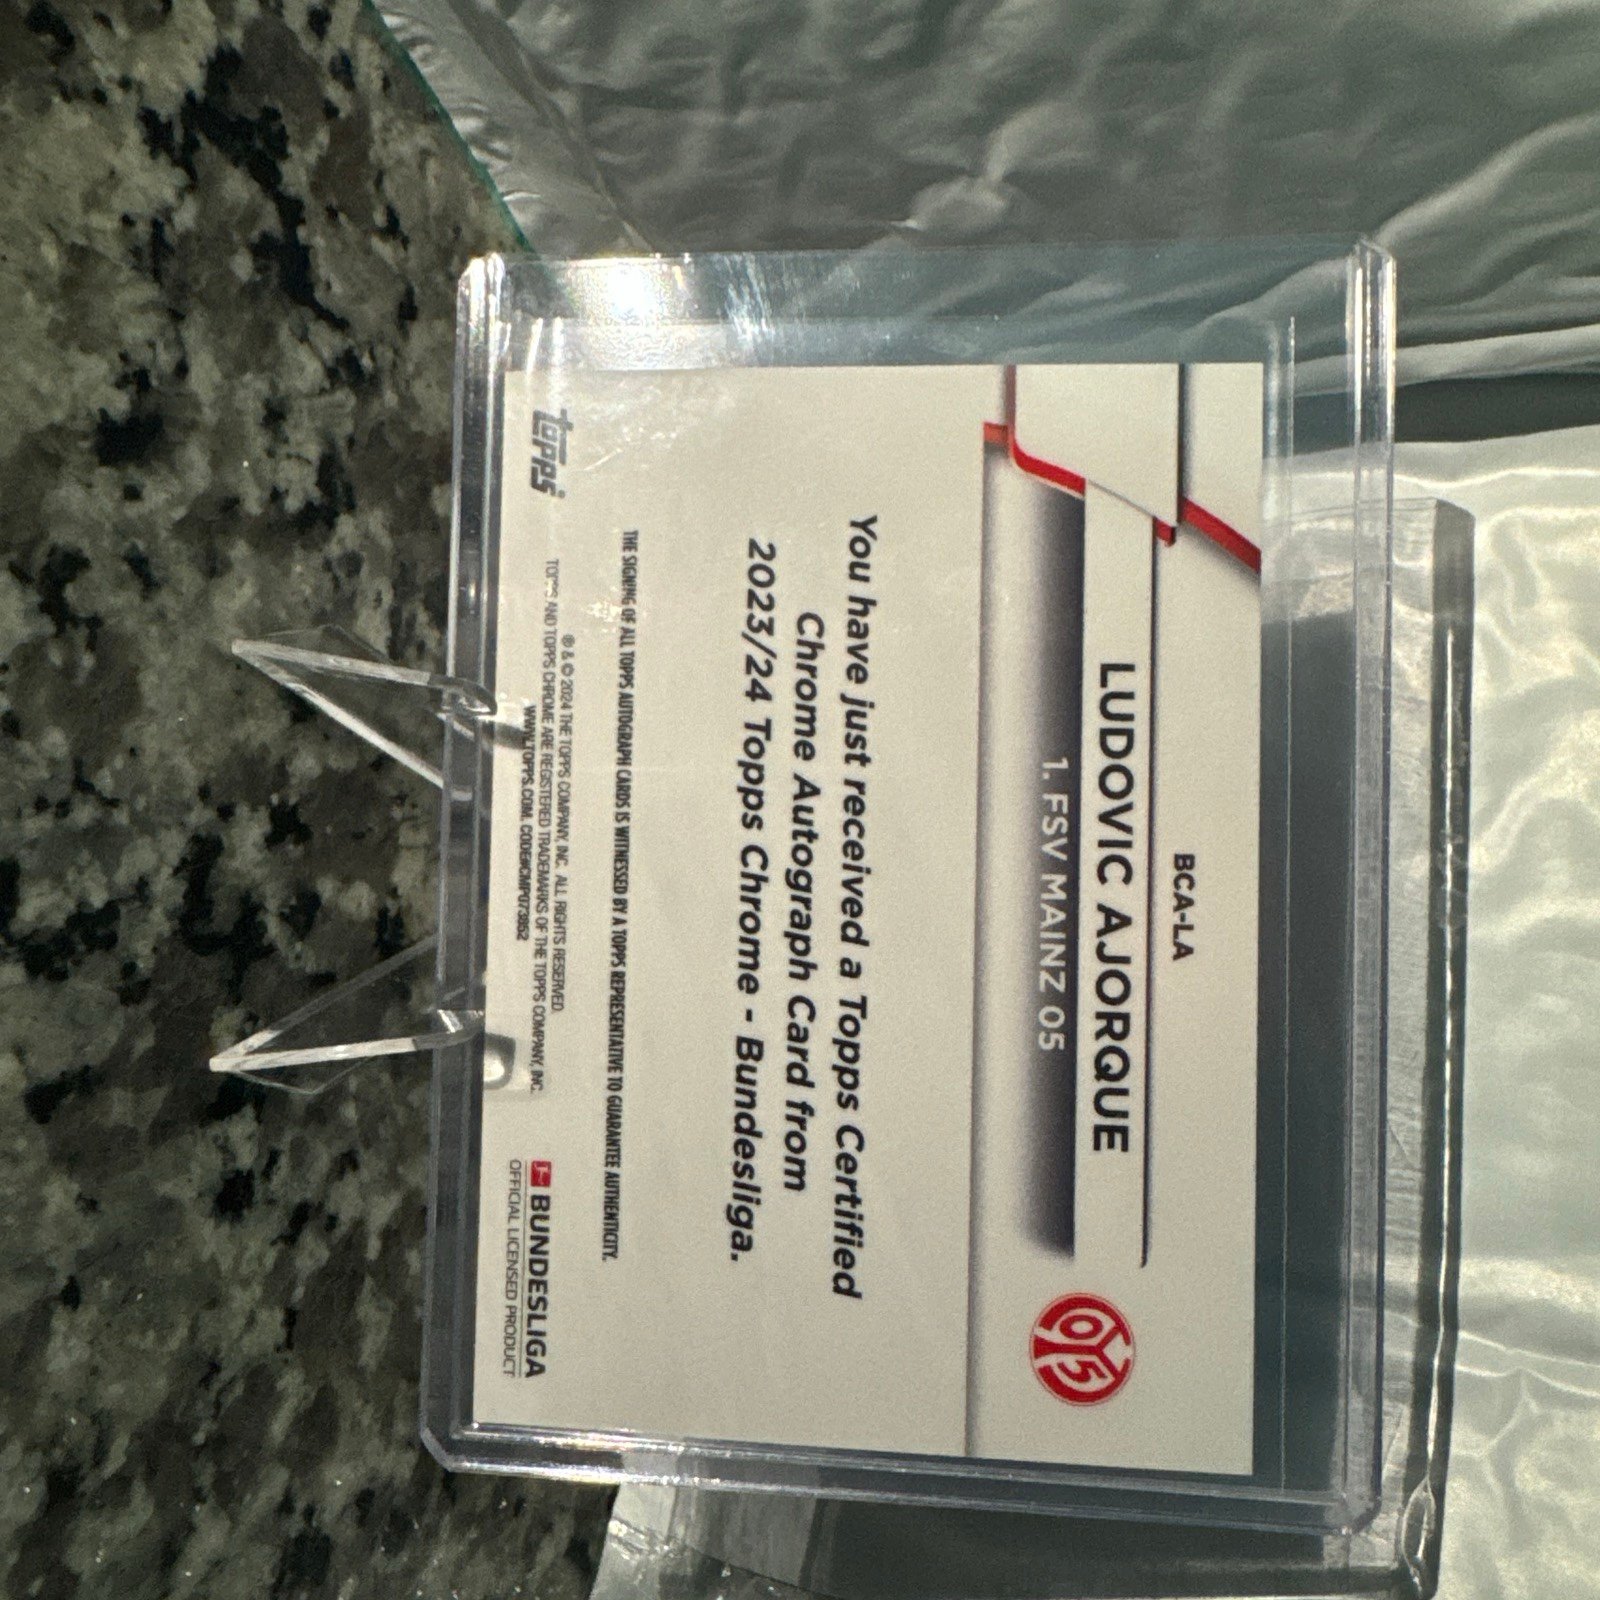 BCA-LA
LUDOVIC AJORQUE
1. FSV MAINZ 05
05
You have just received a Topps Certified
Chrome Autograph Card from
2023/24 Topps Chrome - Bundesliga.
THE SIGNING OF ALL TOPPS AUTOGRAPH CARDS IS WITNESSED BY A TOPPS REPRESENTATIVE TO GUARANTEE AUTHENTICITY.
topps
® & © 2024 THE TOPPS COMPANY, INC. ALL RIGHTS RESERVED.
TOPPS AND TOPPS CHROME ARE REGISTERED TRADEMARKS OF THE TOPPS COMPANY, INC.
WWW.TOPPS.COM. CODE#CMP073862
BUNDESLIGA
OFFICIAL LICENSED PRODUCT